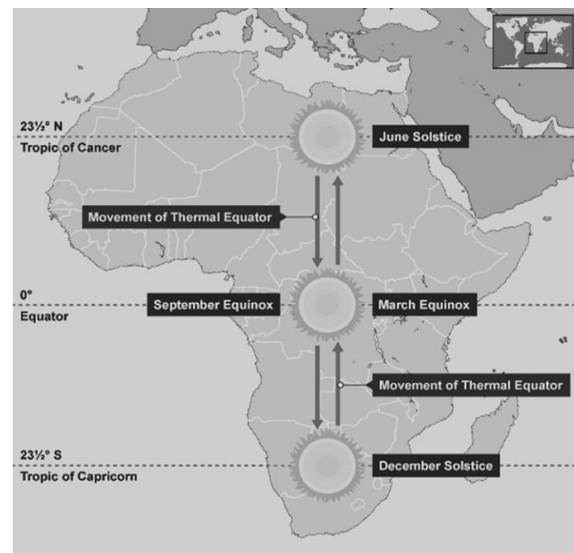 23½° N
Tropic of Cancer
June Solstice
Movement of Thermal Equator
0°
Equator
September Equinox
March Equinox
Movement of Thermal Equator
23½° S
Tropic of Capricorn
December Solstice